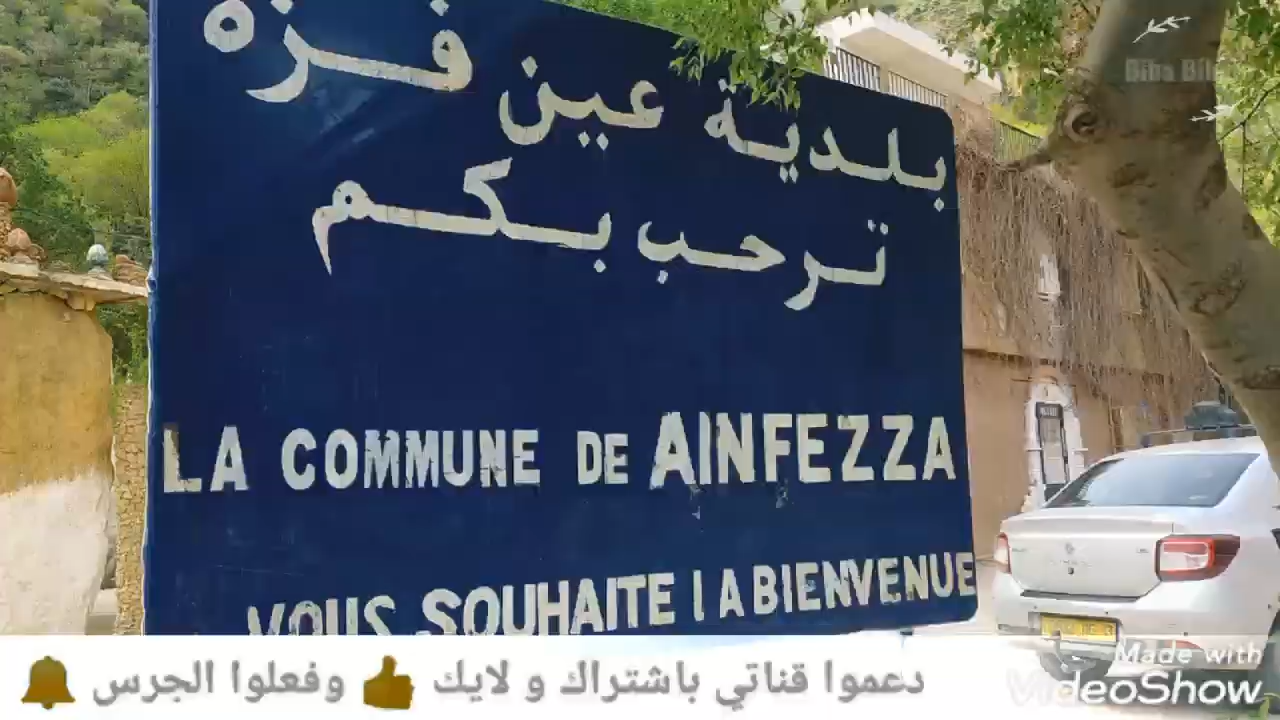 بلدية عين فزة
ترحب بكم
LA COMMUNE DE AINFEZZA
VOUS SOUHAITE LA BIENVENUE
دعموا قناتي باشتراك و لايك 👍 وفعلوا الجرس 🔔
Made with
VideoShow